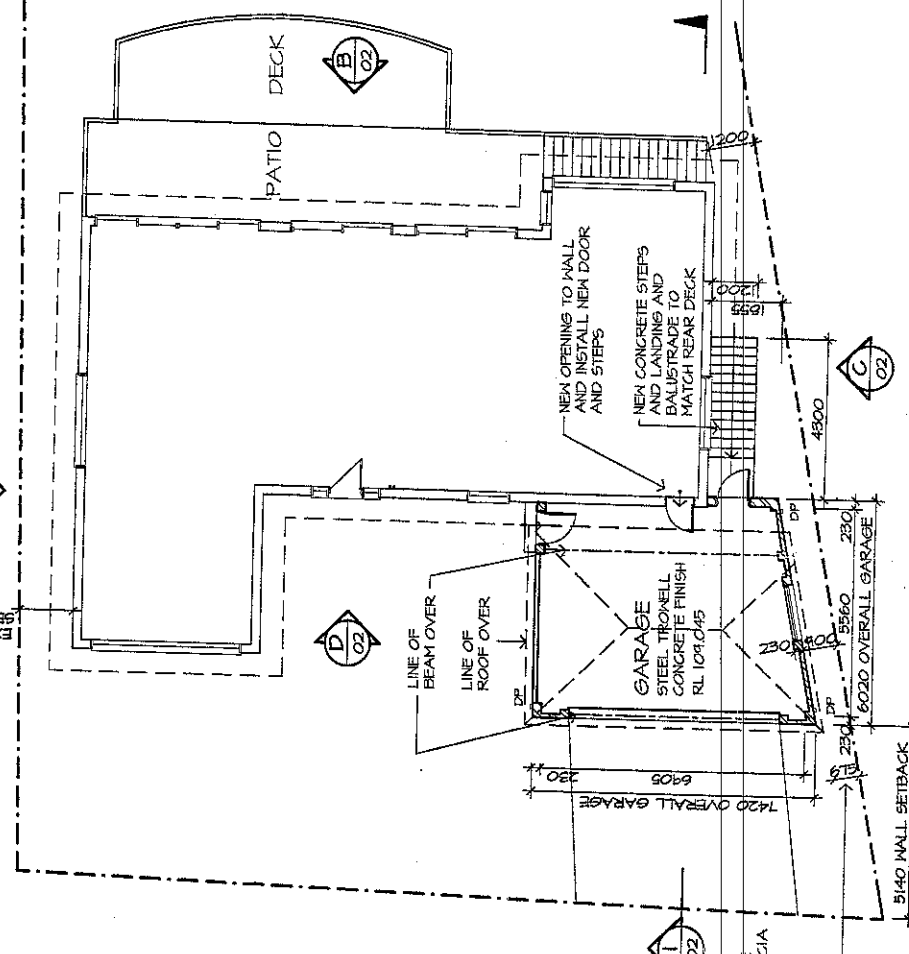 DECK
PATIO
B
02
1200
NEW OPENING TO WALL
AND INSTALL NEW DOOR
AND STEPS
NEW CONCRETE STEPS
AND LANDING AND
BALUSTRADE TO
MATCH REAR DECK
1200
1855
C
02
4300
D
02
LINE OF
BEAM OVER
LINE OF
ROOF OVER
GARAGE
STEEL TROWELL
CONCRETE FINISH
RL 109.045
DP
DP
DP
230
5560
230
6020 OVERALL GARAGE
230
6905
230
7420 OVERALL GARAGE
5140 WALL SETBACK
1
02